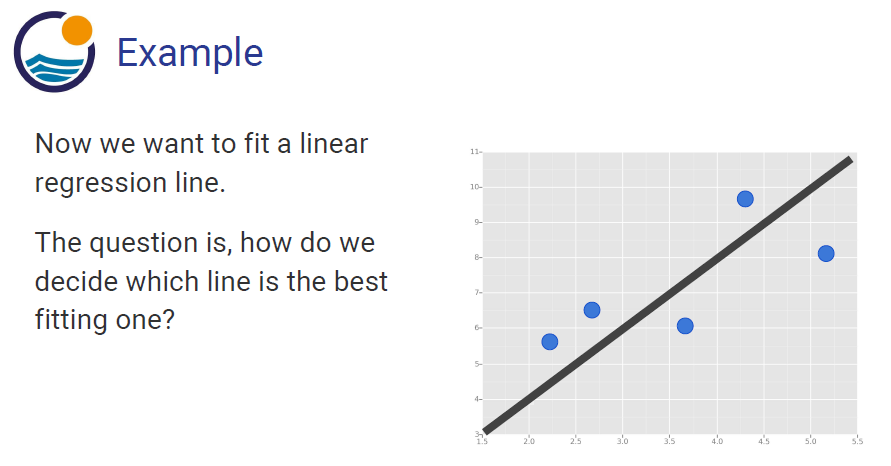 Example
Now we want to fit a linear
regression line.
The question is, how do we
decide which line is the best
fitting one?
11
10
9
8
7
6
5
4
3
1.5 2.0 2.5 3.0 3.5 4.0 4.5 5.0 5.5